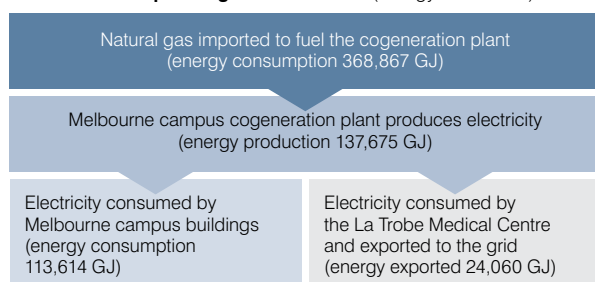 Natural gas imported to fuel the cogeneration plant
(energy consumption 368,867 GJ)
Melbourne campus cogeneration plant produces electricity
(energy production 137,675 GJ)
Electricity consumed by
Melbourne campus buildings
(energy consumption
113,614 GJ)
Electricity consumed by
the La Trobe Medical Centre
and exported to the grid
(energy exported 24,060 GJ)